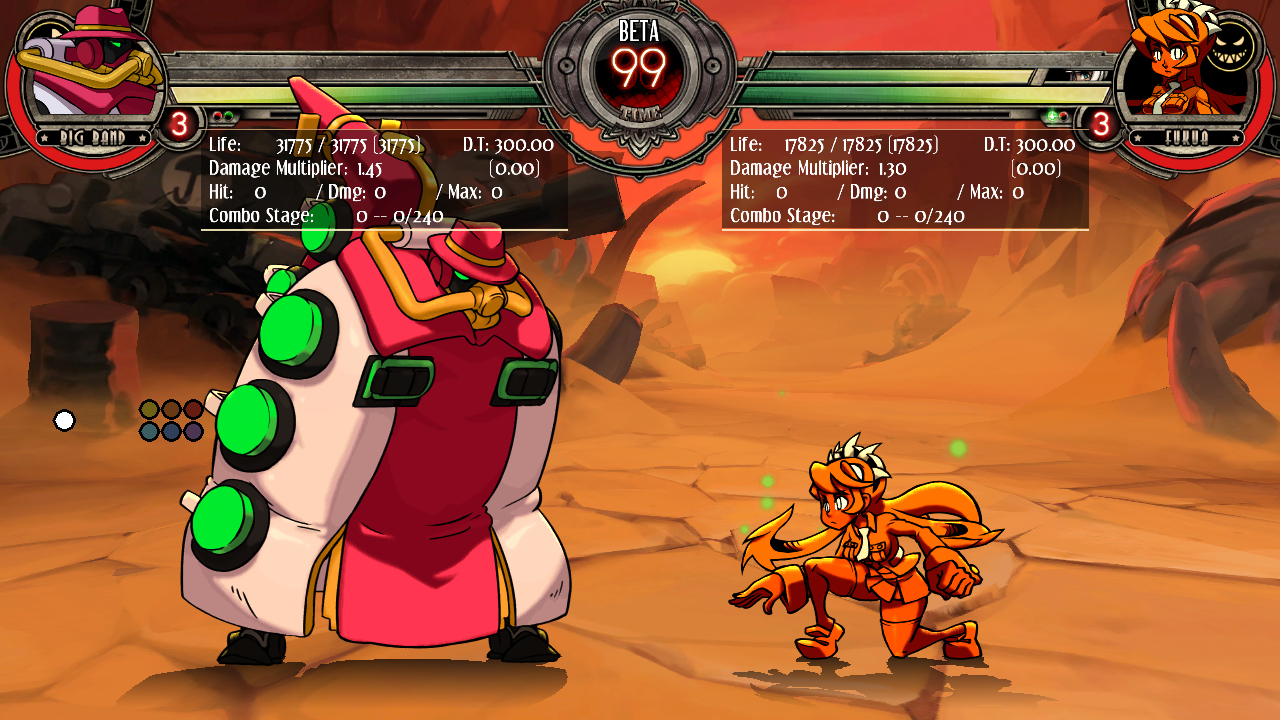 BETA
99
TIME
3
3
BIG BAND
FUKUA
Life: 31775 / 31775 (31775) D.T: 300.00
Damage Multiplier: 1.45 (0.00)
Hit: 0 / Dmg: 0 / Max: 0
Combo Stage: 0 -- 0/240
Life: 17825 / 17825 (17825) D.T: 300.00
Damage Multiplier: 1.30 (0.00)
Hit: 0 / Dmg: 0 / Max: 0
Combo Stage: 0 -- 0/240